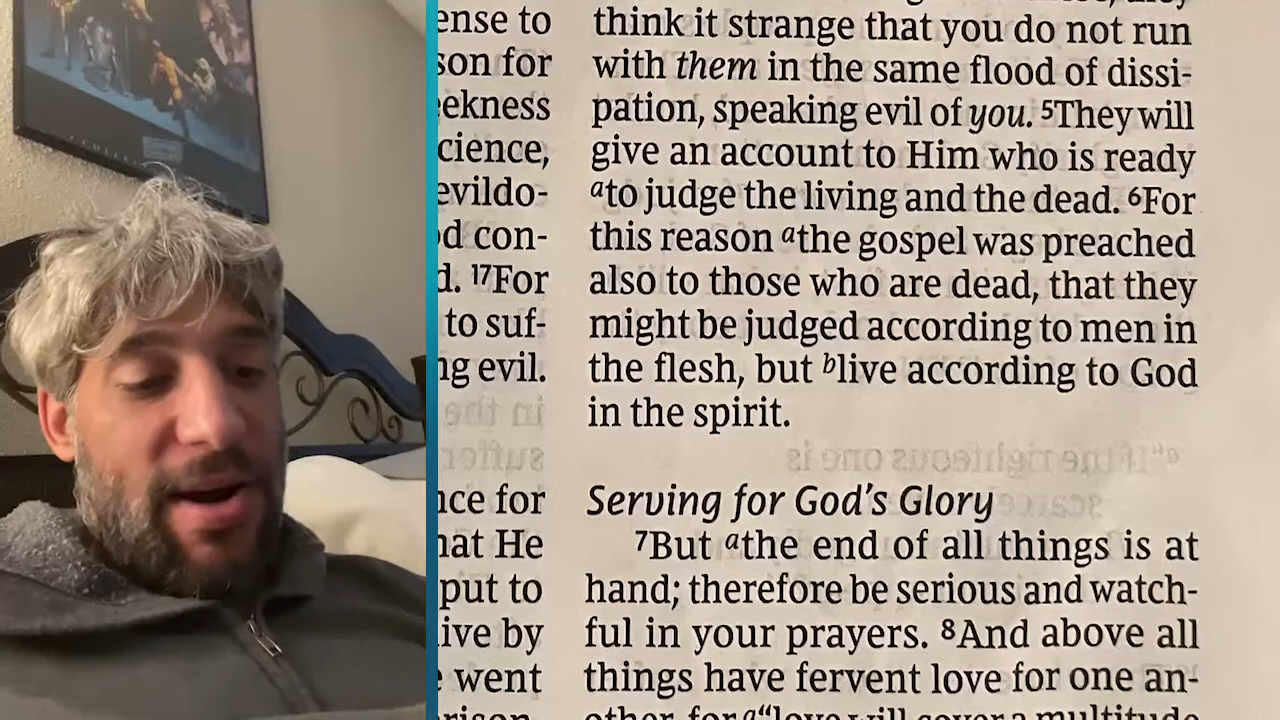 ense to
son for
eekness
cience,
evildo-
d con-
d. 17For
to suf-
ng evil.
nce for
hat He
put to
ive by
went
think it strange that you do not run
with them in the same flood of dissi-
pation, speaking evil of you. 5They will
give an account to Him who is ready
ato judge the living and the dead. 6For
this reason athe gospel was preached
also to those who are dead, that they
might be judged according to men in
the flesh, but blive according to God
in the spirit.
Serving for God's Glory
7But athe end of all things is at
hand; therefore be serious and watch-
ful in your prayers. 8And above all
things have fervent love for one an-
other, for a“love will cover a multitude